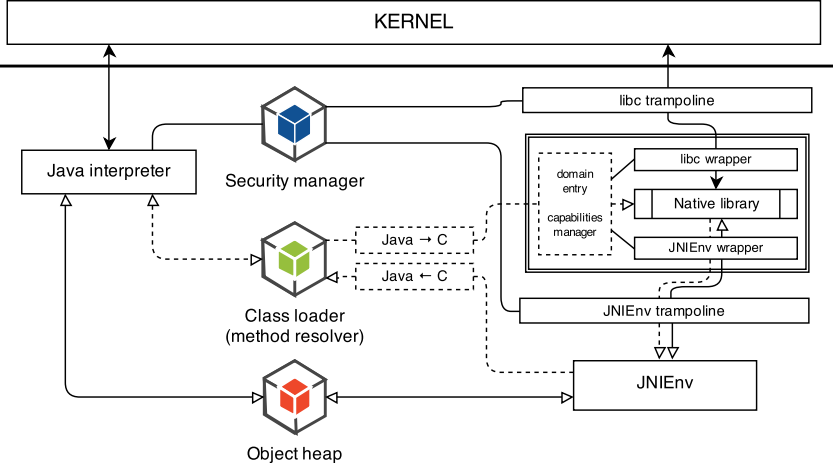 KERNEL
libc trampoline
Java interpreter
Security manager
domain
entry
capabilities
manager
libc wrapper
Native library
JNIEnv wrapper
Java → C
Java ← C
Class loader
(method resolver)
JNIEnv trampoline
JNIEnv
Object heap